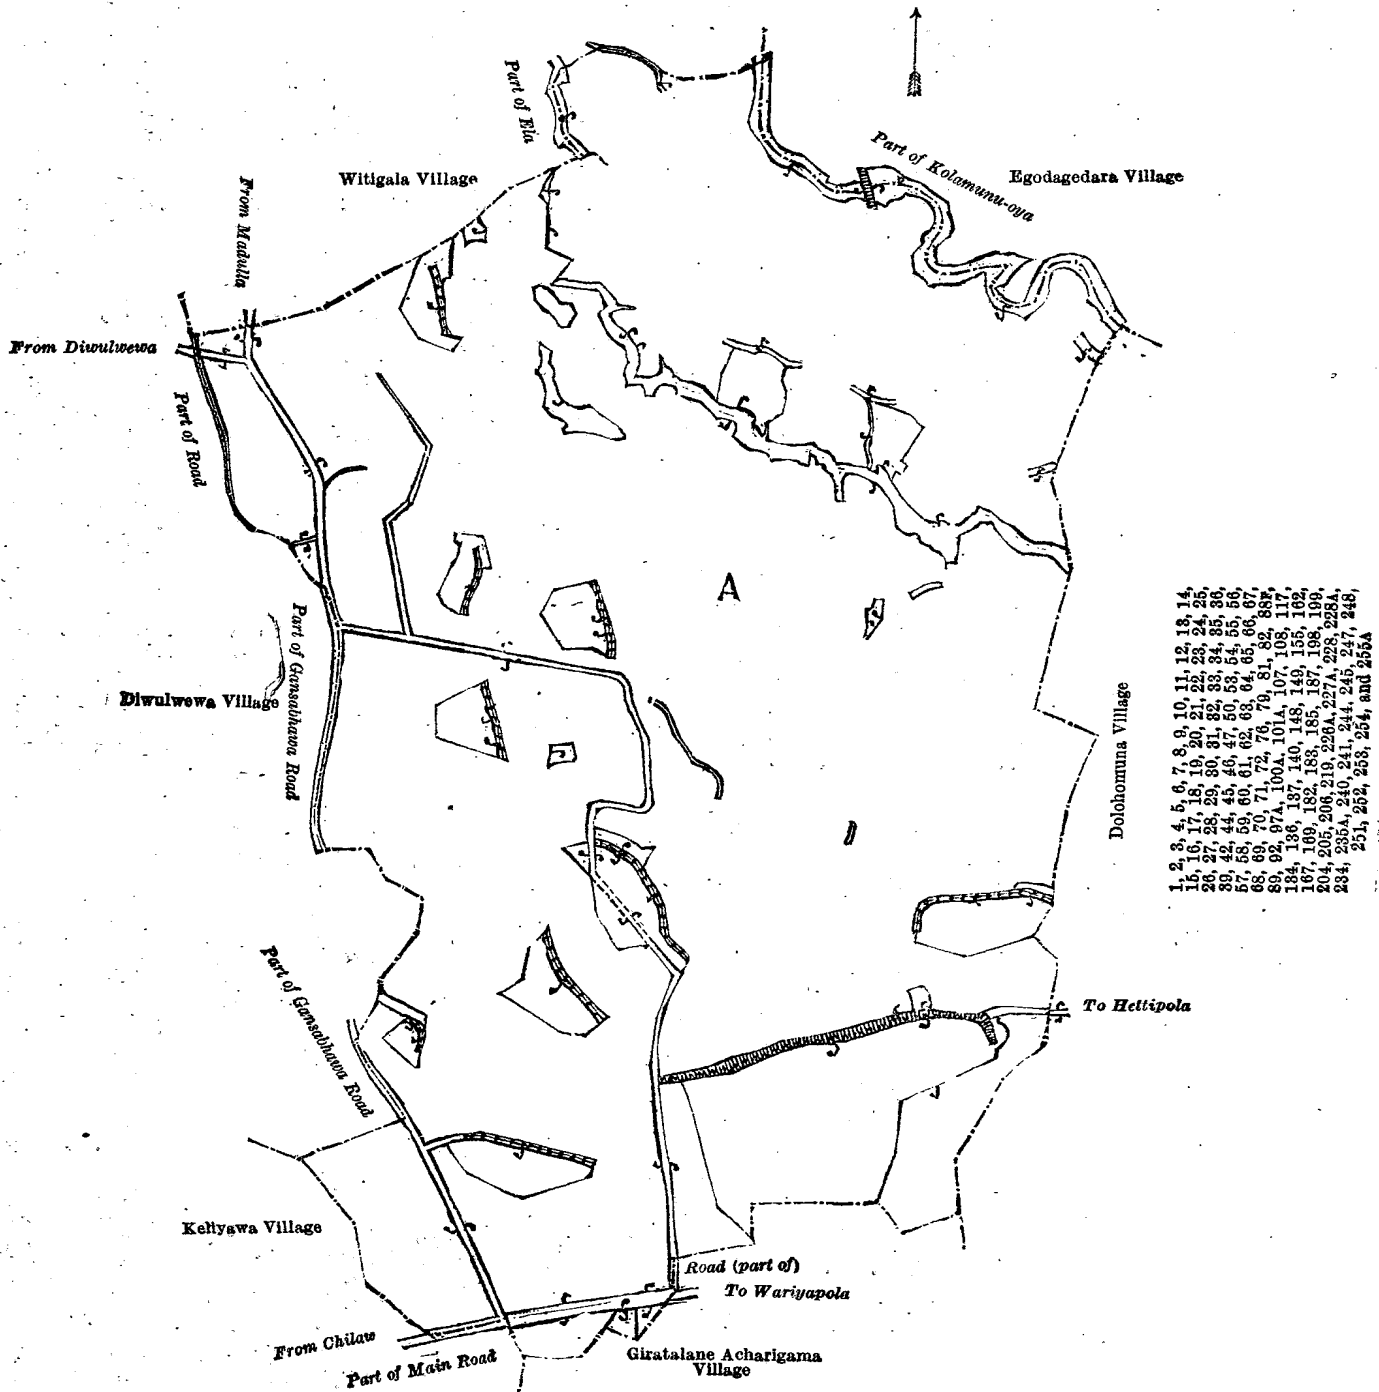 Part of Ela
Witigala Village
Part of Kolamunu-oya
Egodagedara Village
From Madulla
From Diwulwewa
Part of Road
A
Part of Gansabhawa Road
Diwulwewa Village
Dolohomuna Village
1, 2, 3, 4, 5, 6, 7, 8, 9, 10, 11, 12, 13, 14,
15, 16, 17, 18, 19, 20, 21, 22, 23, 24, 25,
26, 27, 28, 29, 30, 31, 32, 33, 34, 35, 36,
39, 42, 44, 45, 46, 47, 50, 53, 54, 55, 56,
57, 58, 59, 60, 61, 62, 63, 64, 65, 66, 67,
68, 69, 70, 71, 72, 76, 79, 81, 82, 88F,
89, 92, 97A, 100A, 101A, 107, 108, 117,
134, 136, 137, 140, 148, 149, 155, 162,
167, 169, 182, 183, 185, 187, 198, 199,
204, 205, 206, 219, 226A, 227A, 228, 228A,
234, 235A, 240, 241, 244, 245, 247, 248,
251, 252, 253, 254, and 255A
Part of Gansabhawa Road
To Hettipola
Keliyawa Village
Road (part of)
To Wariyapola
From Chilaw
Part of Main Road
Giratalane Acharigama
Village